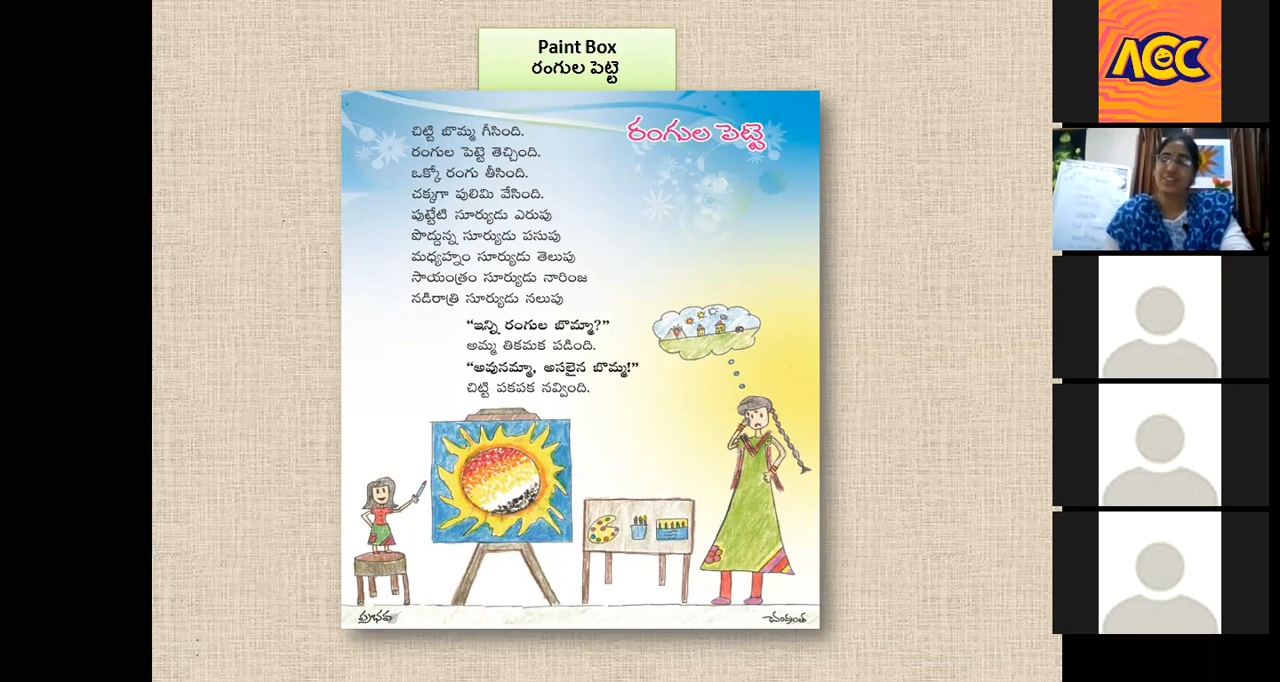 Paint Box
రంగుల పెట్టె
రంగుల పెట్టె
చిట్టి బొమ్మ గీసింది.
రంగుల పెట్టె తెచ్చింది.
ఒక్కో రంగు తీసింది.
చక్కగా పులిమి వేసింది.
పుట్టేటి సూర్యుడు ఎరుపు
పొద్దున్న సూర్యుడు పసుపు
మధ్యహ్నం సూర్యుడు తెలుపు
సాయంత్రం సూర్యుడు నారింజ
నడిరాత్రి సూర్యుడు నలుపు
“ఇన్ని రంగుల బొమ్మా?”
అమ్మ తికమక పడింది.
“అవునమ్మా, అసలైన బొమ్మ!”
చిట్టి పకపక నవ్వింది.
ACC